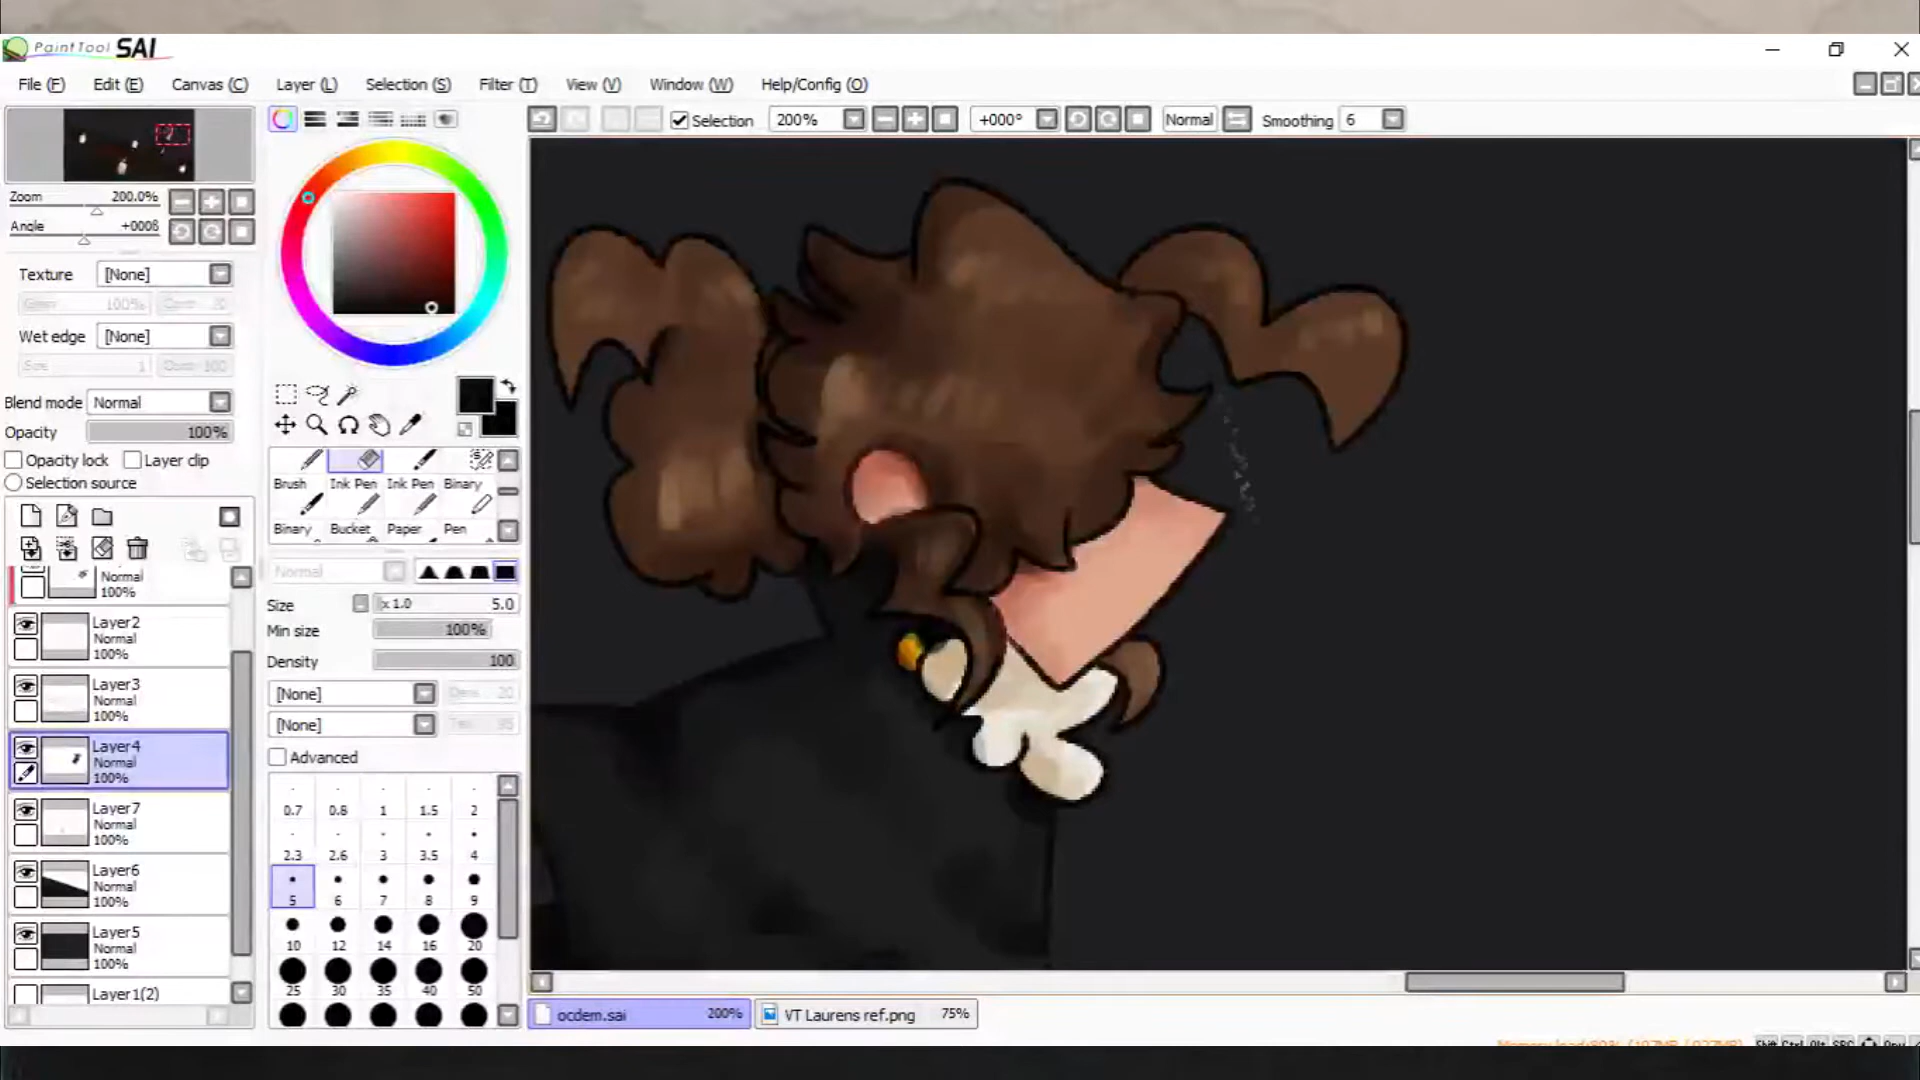 PaintTool SAI
File (F) Edit (E) Canvas (C) Layer (L) Selection (S) Filter (T) View (V) Window (W) Help/Config (O)
Selection 200% +000° Normal Smoothing 6
Zoom 200.0%
Angle
Texture [None]
Wet edge [None]
Blend mode Normal
Opacity 100%
Opacity lock Layer clip
Selection source
Brush Ink Pen Ink Pen Binary
Binary Bucket Paper Pen
Normal
Size x 1.0 5.0
Min size 100%
Density 100
[None]
[None]
Advanced
0.7 0.8 1 1.5 2
2.3 2.6 3 3.5 4
5 6 7 8 9
10 12 14 16 20
25 30 35 40 50
Normal
100%
Layer2
Normal
100%
Layer3
Normal
100%
Layer4
Normal
100%
Layer7
Normal
100%
Layer6
Normal
100%
Layer5
Normal
100%
Layer1(2)
ocdem.sai 200% VT Laurens ref.png 75%